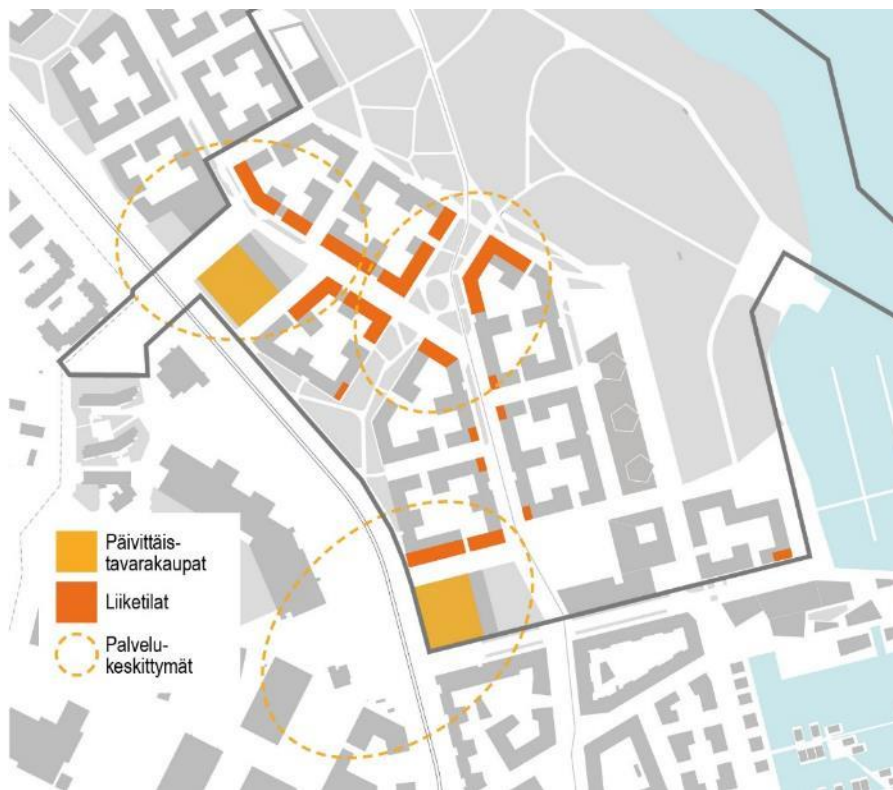 Päivittäis-
tavarakaupat
Liiketilat
Palvelu-
keskittymät